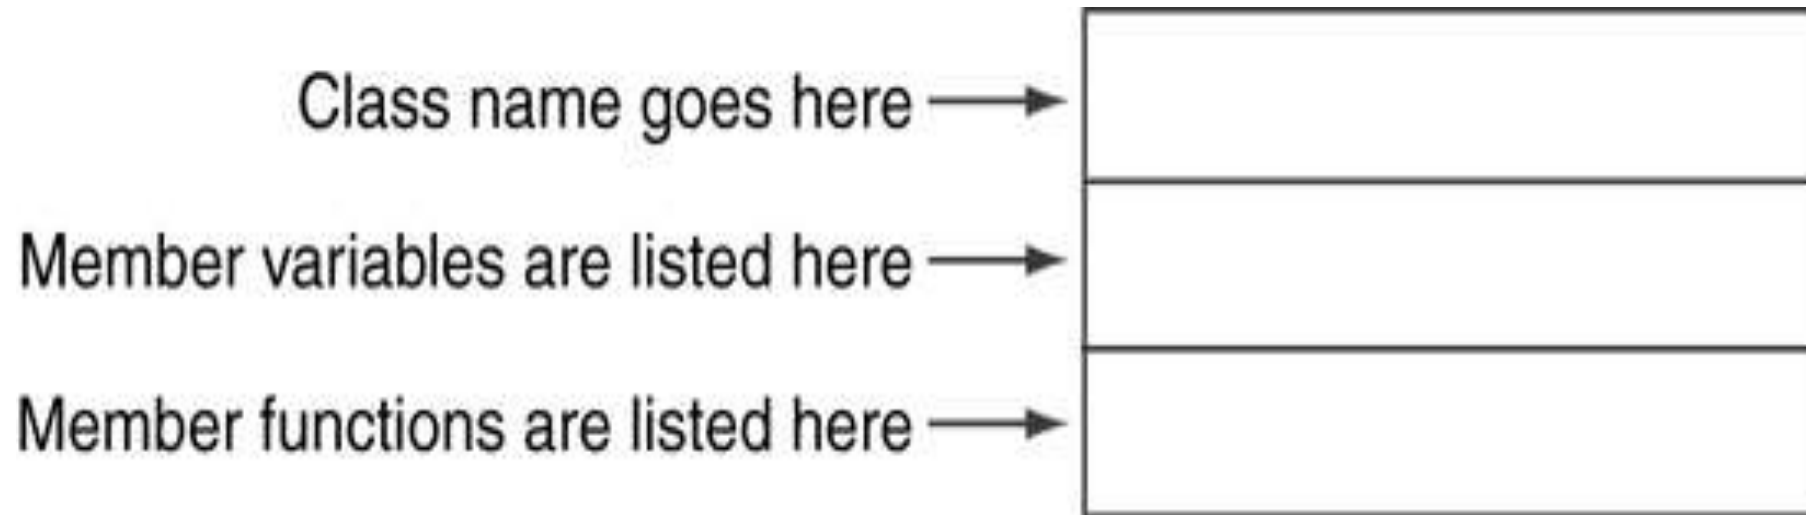 Class name goes here
Member variables are listed here
Member functions are listed here